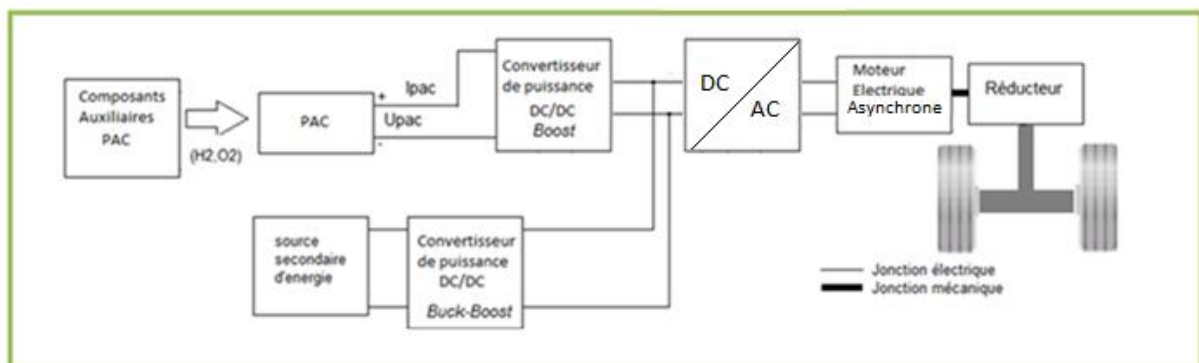 Composants
Auxiliaires
PAC
(H2,O2)
PAC
+
Ipac
Upac
-
Convertisseur
de puissance
DC/DC
Boost
DC
AC
Moteur
Electrique
Asynchrone
Réducteur
source
secondaire
d'energie
Convertisseur
de puissance
DC/DC
Buck-Boost
Jonction électrique
Jonction mécanique